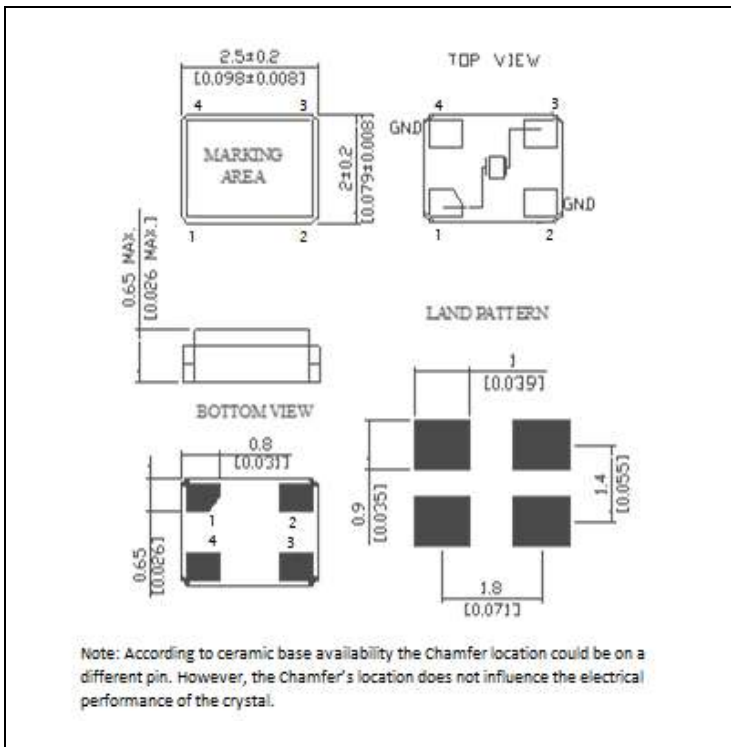 2.5±0.2
[0.098±0.008]
TOP VIEW
4 3
4 3
GND
MARKING
AREA
2±0.2
[0.079±0.008]
GND
1 2
1 2
0.65 MAX.
[0.026 MAX.]
LAND PATTERN
1
[0.039]
BOTTOM VIEW
0.8
[0.031]
1 2
4 3
0.65
[0.026]
0.9
[0.035]
1.4
[0.055]
1.8
[0.071]
Note: According to ceramic base availability the Chamfer location could be on a
different pin. However, the Chamfer's location does not influence the electrical
performance of the crystal.